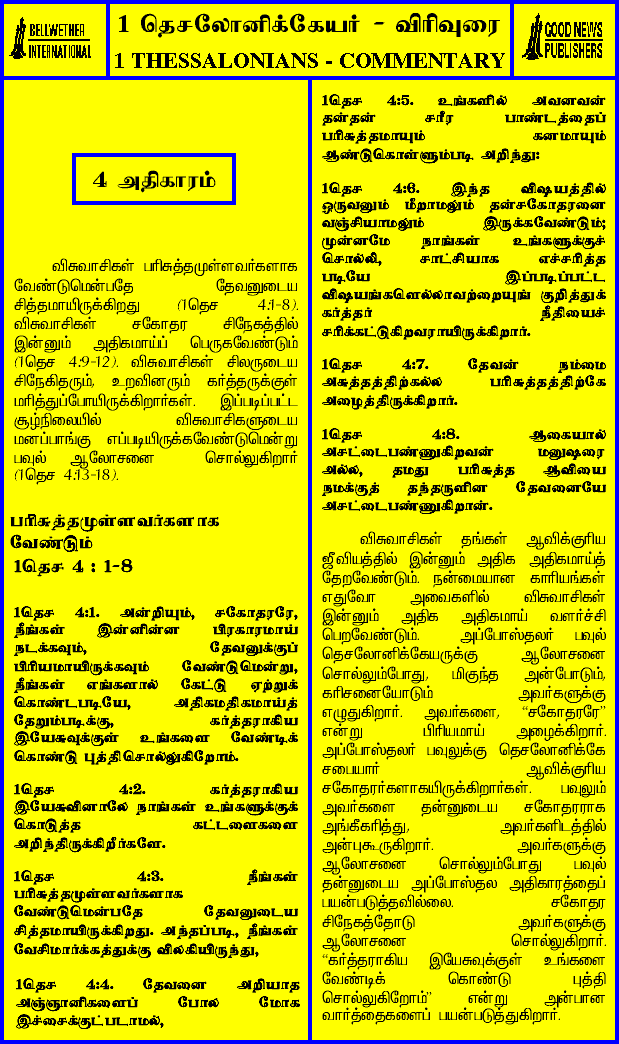 BELLWETHER
INTERNATIONAL
1 தெசலோனிக்கேயர் - விரிவுரை
1 THESSALONIANS - COMMENTARY
GOOD NEWS
PUBLISHERS
4 அதிகாரம்
விசுவாசிகள் பரிசுத்தமுள்ளவர்களாக
வேண்டுமென்பதே தேவனுடைய
சித்தமாயிருக்கிறது (1தெச 4:1-8).
விசுவாசிகள் சகோதர சிநேகத்தில்
இன்னும் அதிகமாய்ப் பெருகவேண்டும்
(1தெச 4:9-12). விசுவாசிகள் சிலருடைய
சிநேகிதரும், உறவினரும் கர்த்தருக்குள்
மரித்துப்போயிருக்கிறார்கள். இப்படிப்பட்ட
சூழ்நிலையில் விசுவாசிகளுடைய
மனப்பாங்கு எப்படியிருக்கவேண்டுமென்று
பவுல் ஆலோசனை சொல்லுகிறார்
(1தெச 4:13-18).
பரிசுத்தமுள்ளவர்களாக
வேண்டும்
1தெச 4 : 1-8
1தெச 4:1. அன்றியும், சகோதரரே,
நீங்கள் இன்னின்ன பிரகாரமாய்
நடக்கவும், தேவனுக்குப்
பிரியமாயிருக்கவும் வேண்டுமென்று,
நீங்கள் எங்களால் கேட்டு ஏற்றுக்
கொண்டபடியே, அதிகமதிகமாய்த்
தேறும்படிக்கு, கர்த்தராகிய
இயேசுவுக்குள் உங்களை வேண்டிக்
கொண்டு புத்திசொல்லுகிறோம்.
1தெச 4:2. கர்த்தராகிய
இயேசுவினாலே நாங்கள் உங்களுக்குக்
கொடுத்த கட்டளைகளை
அறிந்திருக்கிறீர்களே.
1தெச 4:3. நீங்கள்
பரிசுத்தமுள்ளவர்களாக
வேண்டுமென்பதே தேவனுடைய
சித்தமாயிருக்கிறது. அந்தப்படி, நீங்கள்
வேசிமார்க்கத்துக்கு விலகியிருந்து,
1தெச 4:4. தேவனை அறியாத
அஞ்ஞானிகளைப் போல மோக
இச்சைக்குட்படாமல்,
1தெச 4:5. உங்களில் அவனவன்
தன்தன் சரீர பாண்டத்தைப்
பரிசுத்தமாயும் கனமாயும்
ஆண்டுகொள்ளும்படி அறிந்து:
1தெச 4:6. இந்த விஷயத்தில்
ஒருவனும் மீறாமலும் தன்சகோதரனை
வஞ்சியாமலும் இருக்கவேண்டும்;
முன்னமே நாங்கள் உங்களுக்குச்
சொல்லி, சாட்சியாக எச்சரித்த
படியே இப்படிப்பட்ட
விஷயங்களெல்லாவற்றையுங் குறித்துக்
கர்த்தர் நீதியைச்
சரிக்கட்டுகிறவராயிருக்கிறார்.
1தெச 4:7. தேவன் நம்மை
அசுத்தத்திற்கல்ல பரிசுத்தத்திற்கே
அழைத்திருக்கிறார்.
1தெச 4:8. ஆகையால்
அசட்டைபண்ணுகிறவன் மனுஷரை
அல்ல, தமது பரிசுத்த ஆவியை
நமக்குத் தந்தருளின தேவனையே
அசட்டைபண்ணுகிறான்.
விசுவாசிகள் தங்கள் ஆவிக்குரிய
ஜீவியத்தில் இன்னும் அதிக அதிகமாய்த்
தேறவேண்டும். நன்மையான காரியங்கள்
எதுவோ அவைகளில் விசுவாசிகள்
இன்னும் அதிக அதிகமாய் வளர்ச்சி
பெறவேண்டும். அப்போஸ்தலர் பவுல்
தெசலோனிக்கேயருக்கு ஆலோசனை
சொல்லும்போது, மிகுந்த அன்போடும்,
கரிசனையோடும் அவர்களுக்கு
எழுதுகிறார். அவர்களை, “சகோதரரே”
என்று பிரியமாய் அழைக்கிறார்.
அப்போஸ்தலர் பவுலுக்கு தெசலோனிக்கே
சபையார் ஆவிக்குரிய
சகோதரர்களாகயிருக்கிறார்கள். பவுலும்
அவர்களை தன்னுடைய சகோதரராக
அங்கீகரித்து, அவர்களிடத்தில்
அன்புகூருகிறார். அவர்களுக்கு
ஆலோசனை சொல்லும்போது பவுல்
தன்னுடைய அப்போஸ்தல அதிகாரத்தைப்
பயன்படுத்தவில்லை. சகோதர
சிநேகத்தோடு அவர்களுக்கு
ஆலோசனை சொல்லுகிறார்.
“கர்த்தராகிய இயேசுவுக்குள் உங்களை
வேண்டிக் கொண்டு புத்தி
சொல்லுகிறோம்” என்று அன்பான
வார்த்தைகளைப் பயன்படுத்துகிறார்.